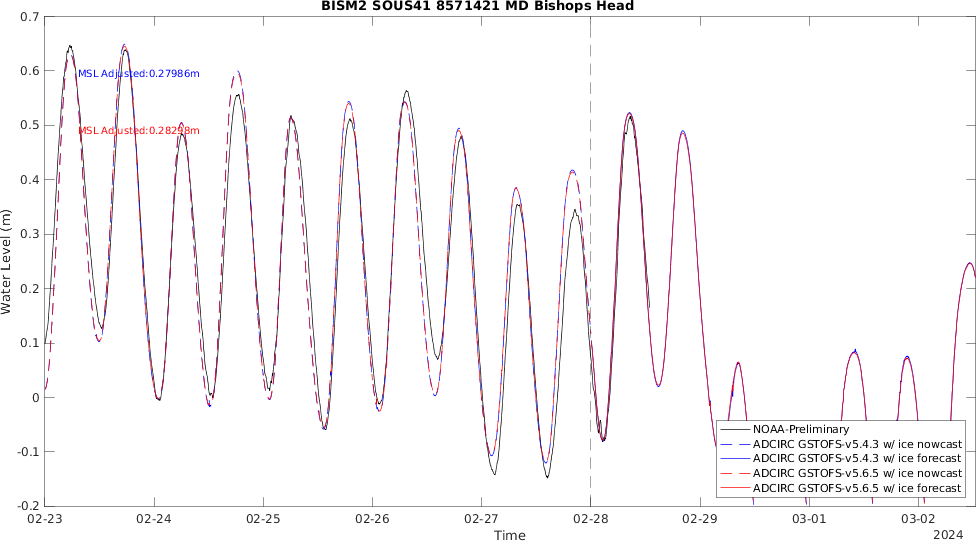 BISM2 SOUS41 8571421 MD Bishops Head
0.7
0.6
0.5
0.4
0.3
0.2
0.1
0
-0.1
-0.2
Water Level (m)
MSL Adjusted:0.27986m
MSL Adjusted:0.28298m
NOAA-Preliminary
ADCIRC GSTOFS-v5.4.3 w/ ice nowcast
ADCIRC GSTOFS-v5.4.3 w/ ice forecast
ADCIRC GSTOFS-v5.6.5 w/ ice nowcast
ADCIRC GSTOFS-v5.6.5 w/ ice forecast
02-23 02-24 02-25 02-26 02-27 02-28 02-29 03-01 03-02
Time
2024